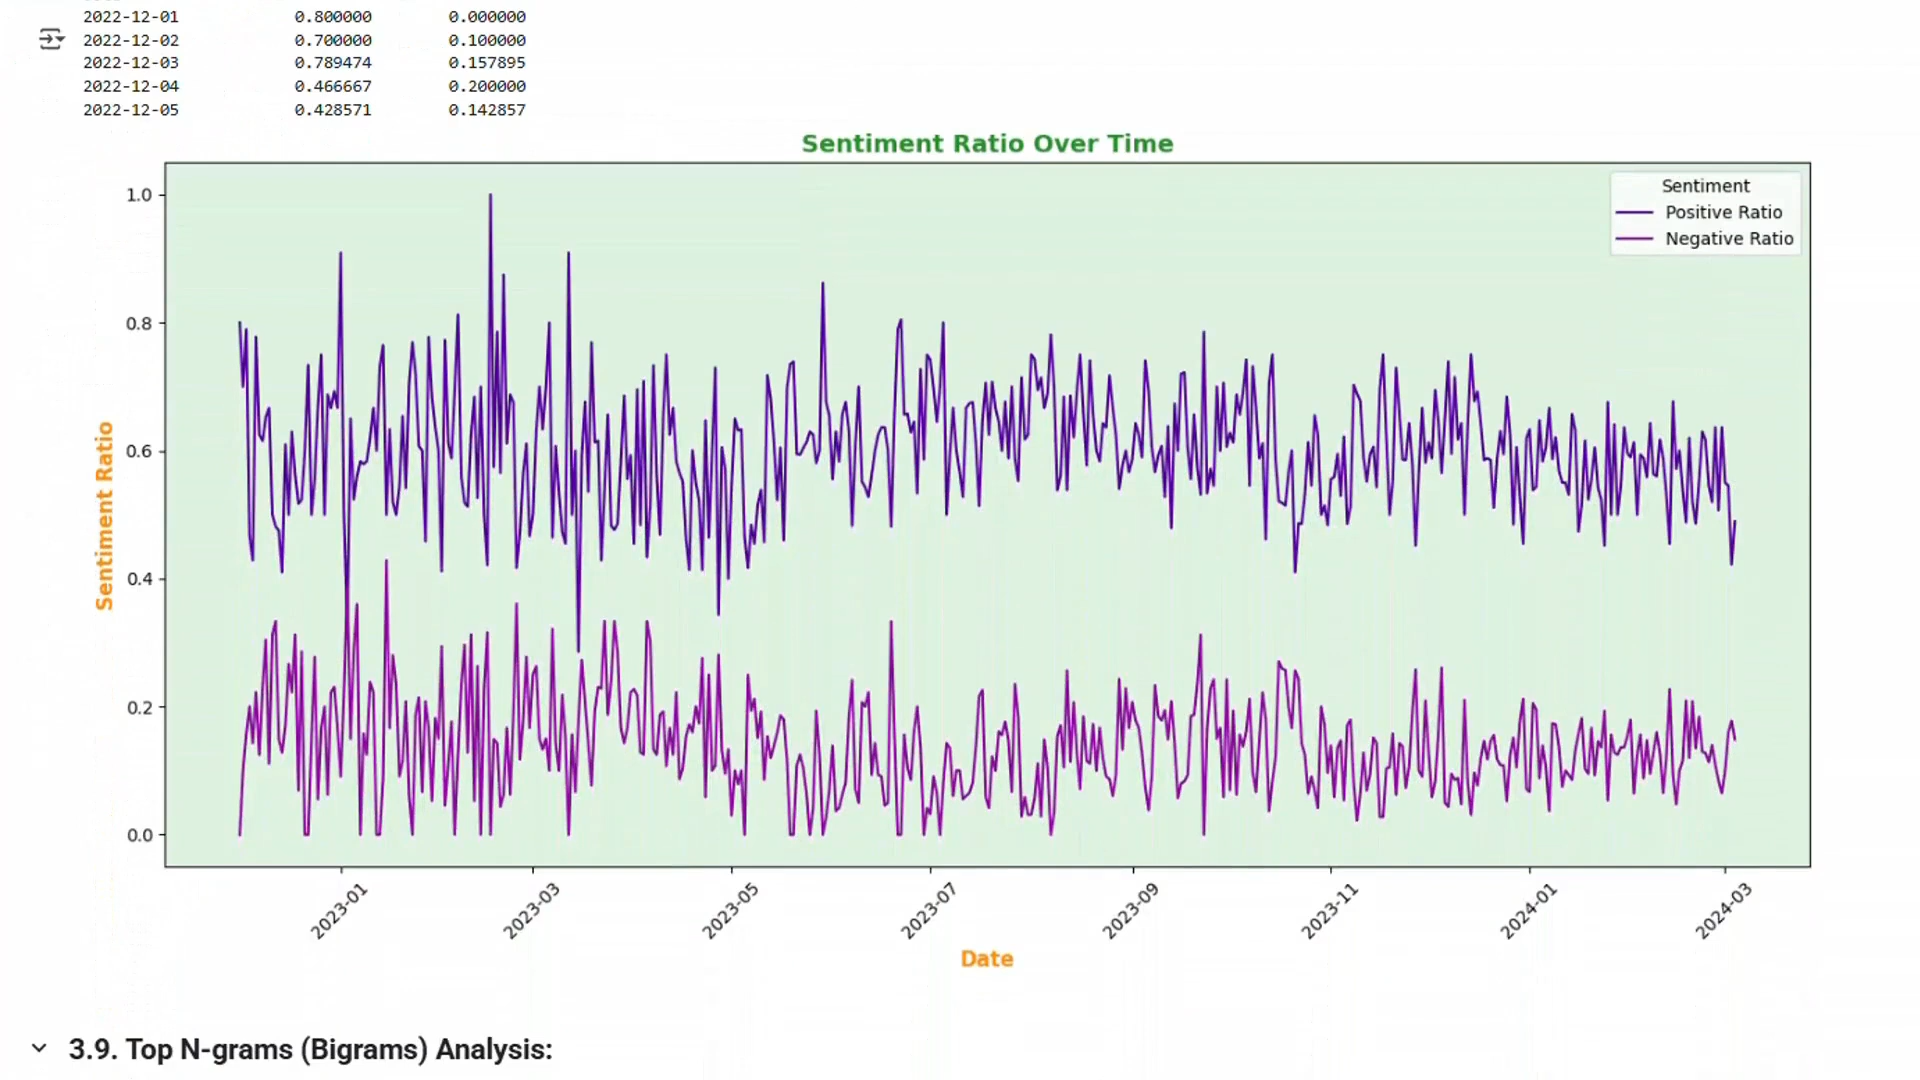 2022-12-01 0.800000 0.000000
2022-12-02 0.700000 0.100000
2022-12-03 0.789474 0.157895
2022-12-04 0.466667 0.200000
2022-12-05 0.428571 0.142857
Sentiment Ratio Over Time
Sentiment
Positive Ratio
Negative Ratio
1.0
0.8
0.6
0.4
0.2
0.0
Sentiment Ratio
2023-01 2023-03 2023-05 2023-07 2023-09 2023-11 2024-01 2024-03
Date
3.9. Top N-grams (Bigrams) Analysis: